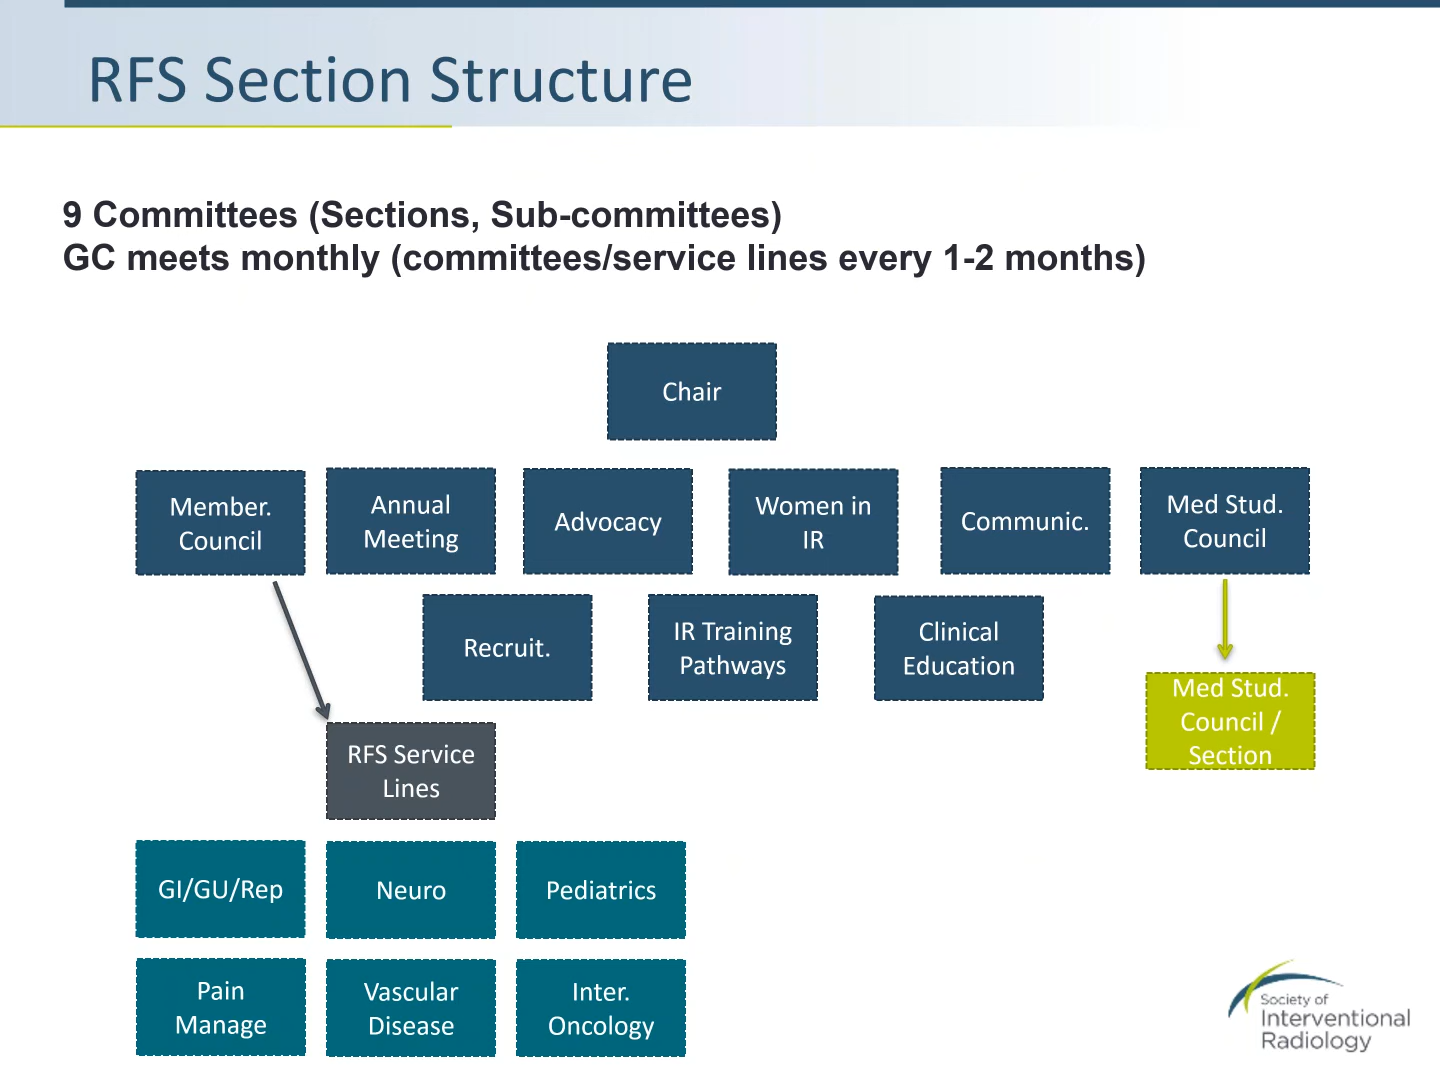 RFS Section Structure
9 Committees (Sections, Sub-committees)
GC meets monthly (committees/service lines every 1-2 months)
Chair
Member.
Council
Annual
Meeting
Advocacy
Women in
IR
Communic.
Med Stud.
Council
Recruit.
IR Training
Pathways
Clinical
Education
Med Stud.
Council /
Section
RFS Service
Lines
GI/GU/Rep
Neuro
Pediatrics
Pain
Manage
Vascular
Disease
Inter.
Oncology
Society of
Interventional
Radiology